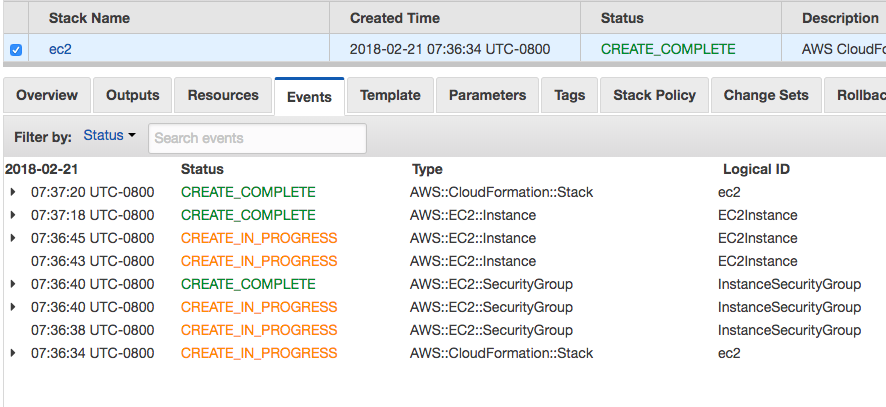 Stack Name Created Time Status Description
ec2 2018-02-21 07:36:34 UTC-0800 CREATE_COMPLETE AWS CloudFo
Overview Outputs Resources Events Template Parameters Tags Stack Policy Change Sets Rollbac
Filter by: Status Search events
2018-02-21 Status Type Logical ID
07:37:20 UTC-0800 CREATE_COMPLETE AWS::CloudFormation::Stack ec2
07:37:18 UTC-0800 CREATE_COMPLETE AWS::EC2::Instance EC2Instance
07:36:45 UTC-0800 CREATE_IN_PROGRESS AWS::EC2::Instance EC2Instance
07:36:43 UTC-0800 CREATE_IN_PROGRESS AWS::EC2::Instance EC2Instance
07:36:40 UTC-0800 CREATE_COMPLETE AWS::EC2::SecurityGroup InstanceSecurityGroup
07:36:40 UTC-0800 CREATE_IN_PROGRESS AWS::EC2::SecurityGroup InstanceSecurityGroup
07:36:38 UTC-0800 CREATE_IN_PROGRESS AWS::EC2::SecurityGroup InstanceSecurityGroup
07:36:34 UTC-0800 CREATE_IN_PROGRESS AWS::CloudFormation::Stack ec2